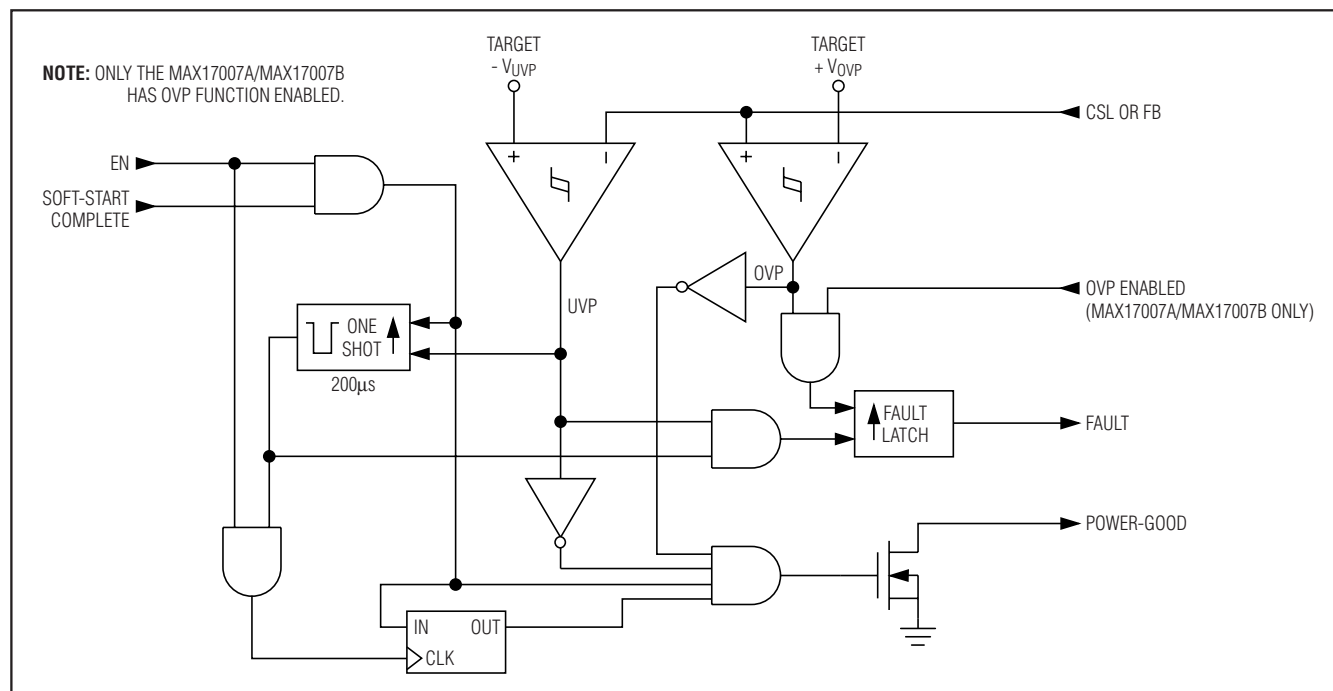 NOTE: ONLY THE MAX17007A/MAX17007B
HAS OVP FUNCTION ENABLED.
TARGET
- VUVP
TARGET
+ VOVP
CSL OR FB
EN
SOFT-START
COMPLETE
+
−
+
−
OVP
OVP ENABLED
(MAX17007A/MAX17007B ONLY)
UVP
ONE
SHOT
200µs
FAULT
LATCH
FAULT
POWER-GOOD
IN
OUT
CLK